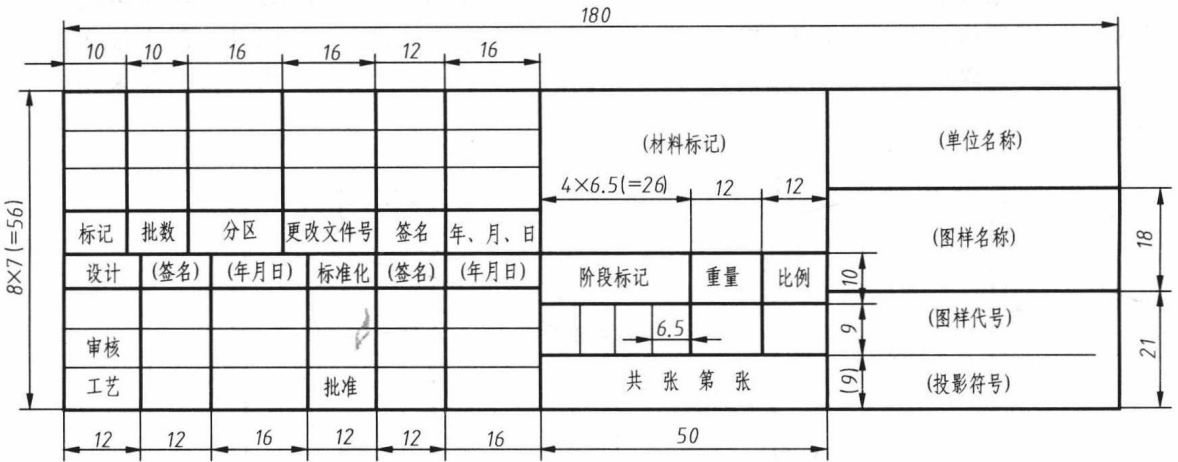 180
10 10 16 16 12 16
(材料标记)
(单位名称)
4×6.5(=26) 12 12
8×7(=56)
标记 批数 分区 更改文件号 签名 年、月、日
(图样名称)
18
设计 (签名) (年月日) 标准化 (签名) (年月日)
阶段标记 重量 比例
10
(图样代号)
6.5
9
审核
21
工艺 批准
共 张 第 张
(9)
(投影符号)
12 12 16 12 12 16 50